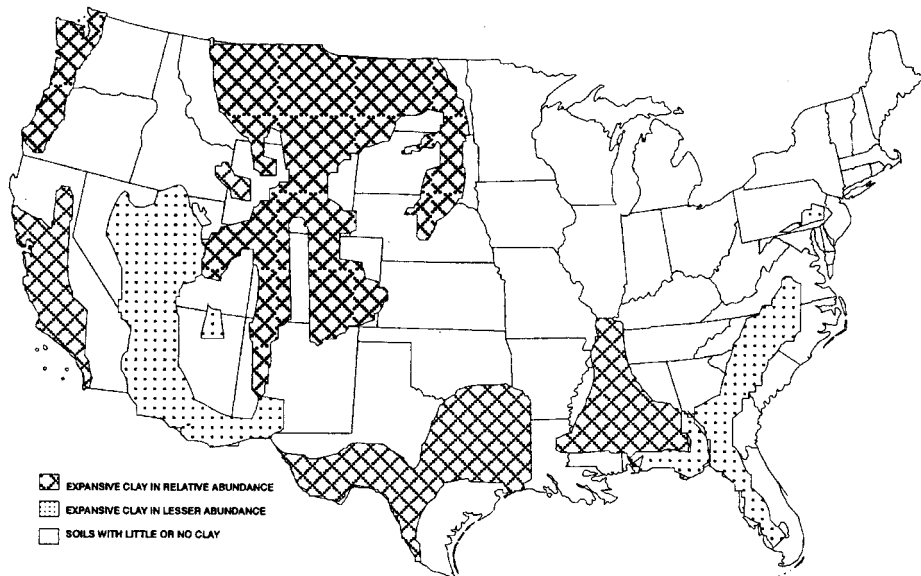 EXPANSIVE CLAY IN RELATIVE ABUNDANCE
EXPANSIVE CLAY IN LESSER ABUNDANCE
SOILS WITH LITTLE OR NO CLAY